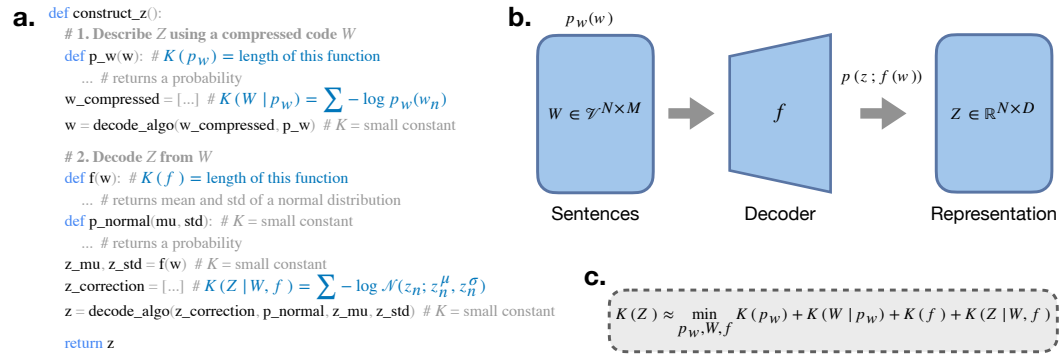 a.
def construct_z():
# 1. Describe Z using a compressed code W
def p_w(w): # K(p_W) = length of this function
... # returns a probability
w_compressed = [...] # K(W | p_W) = ∑ − log p_W(w_n)
w = decode_algo(w_compressed, p_w) # K = small constant
# 2. Decode Z from W
def f(w): # K(f) = length of this function
# returns mean and std of a normal distribution
def p_normal(mu, std): # K = small constant
... # returns a probability
z_mu, z_std = f(w) # K = small constant
z_correction = [...] # K(Z | W, f) = ∑ − log 𝒩(z_n; z_n^μ, z_n^σ)
z = decode_algo(z_correction, p_normal, z_mu, z_std) # K = small constant
return z
b.
p_W(w)
W ∈ 𝒱^{N×M}
f
p(z; f(w))
Z ∈ ℝ^{N×D}
Sentences
Decoder
Representation
c.
K(Z) ≈ min_{p_W,W,f} K(p_W) + K(W | p_W) + K(f) + K(Z | W, f)